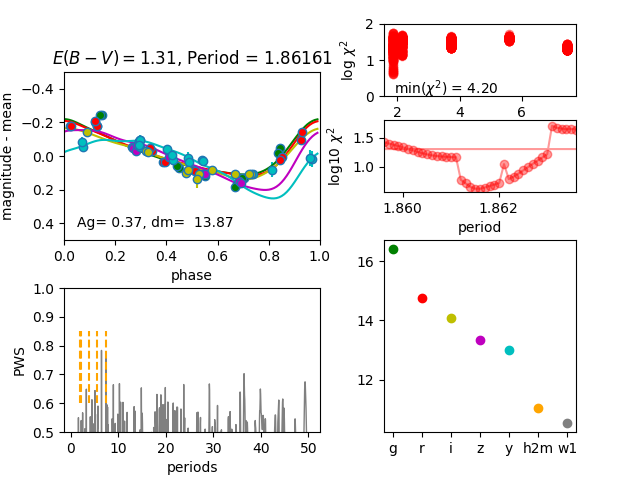 E(B − V) = 1.31, Period = 1.86161
magnitude - mean
−0.4
−0.2
0.0
0.2
0.4
Ag= 0.37, dm=  13.87
0.0 0.2 0.4 0.6 0.8 1.0
phase
log χ²
2
1
0
min(χ²) = 4.20
2 4 6
log10 χ²
1.5
1.0
1.860 1.862
period
PWS
1.0
0.9
0.8
0.7
0.6
0.5
0 10 20 30 40 50
periods
16
14
12
g r i z y h2m w1